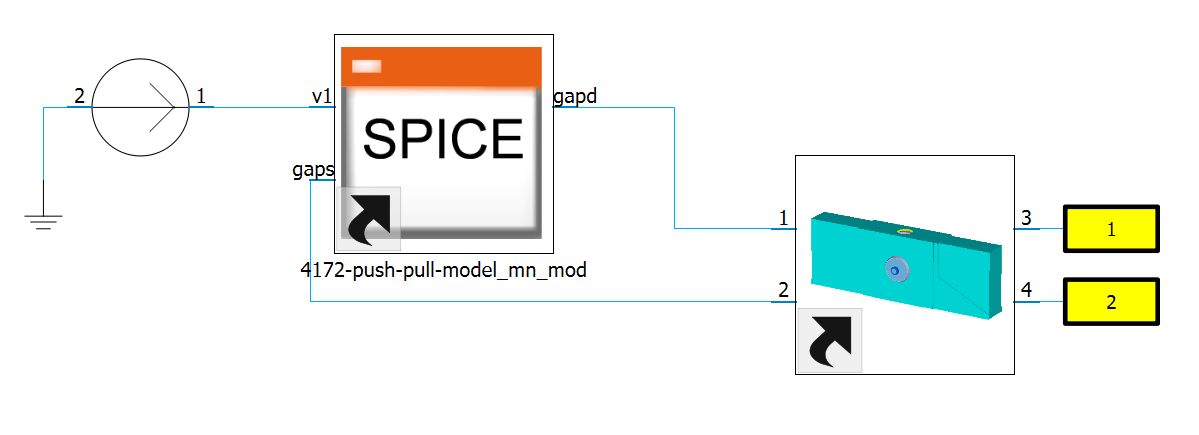 2
1
v1
gaps
SPICE
gapd
4172-push-pull-model_mn_mod
1
2
3
4
1
2